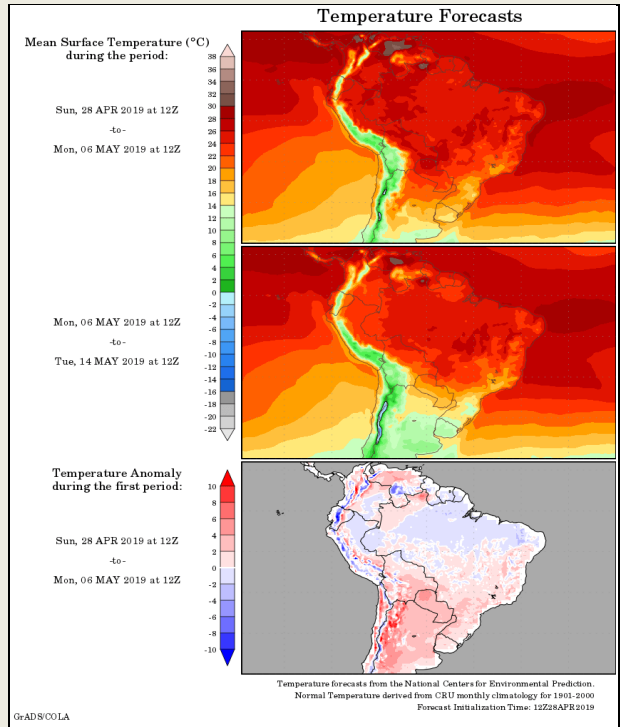 Temperature Forecasts
Mean Surface Temperature (°C)
during the period:
Sun, 28 APR 2019 at 12Z
-to-
Mon, 06 MAY 2019 at 12Z
Mon, 06 MAY 2019 at 12Z
-to-
Tue, 14 MAY 2019 at 12Z
38
36
34
32
30
28
26
24
22
20
18
16
14
12
10
8
6
4
2
0
-2
-4
-6
-8
-10
-12
-14
-16
-18
-20
-22
Temperature Anomaly
during the first period:
Sun, 28 APR 2019 at 12Z
-to-
Mon, 06 MAY 2019 at 12Z
10
8
6
4
2
0
-2
-4
-6
-8
-10
Temperature forecasts from the National Centers for Environmental Prediction.
Normal Temperature derived from CRU monthly climatology for 1901-2000
Forecast Initialization Time: 12Z28APR2019
GrADS/COLA